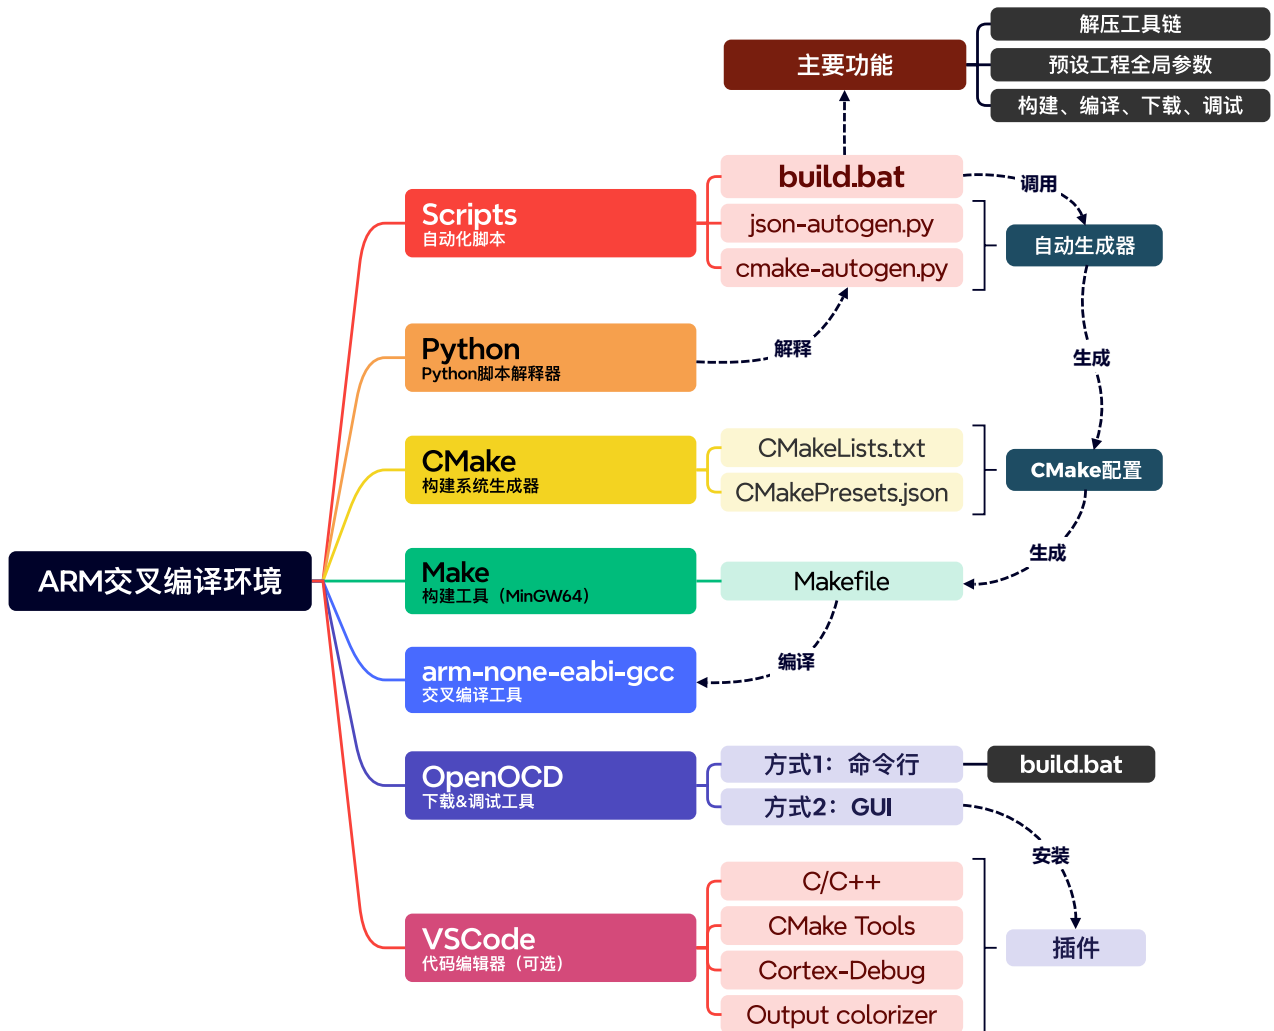 主要功能
解压工具链
预设工程全局参数
构建、编译、下载、调试
Scripts
自动化脚本
build.bat
json-autogen.py
cmake-autogen.py
调用
自动生成器
Python
Python脚本解释器
解释
生成
CMake
构建系统生成器
CMakeLists.txt
CMakePresets.json
CMake配置
生成
ARM交叉编译环境
Make
构建工具（MinGW64）
Makefile
编译
arm-none-eabi-gcc
交叉编译工具
OpenOCD
下载&调试工具
方式1：命令行
build.bat
方式2：GUI
安装
VSCode
代码编辑器（可选）
C/C++
CMake Tools
Cortex-Debug
Output colorizer
插件